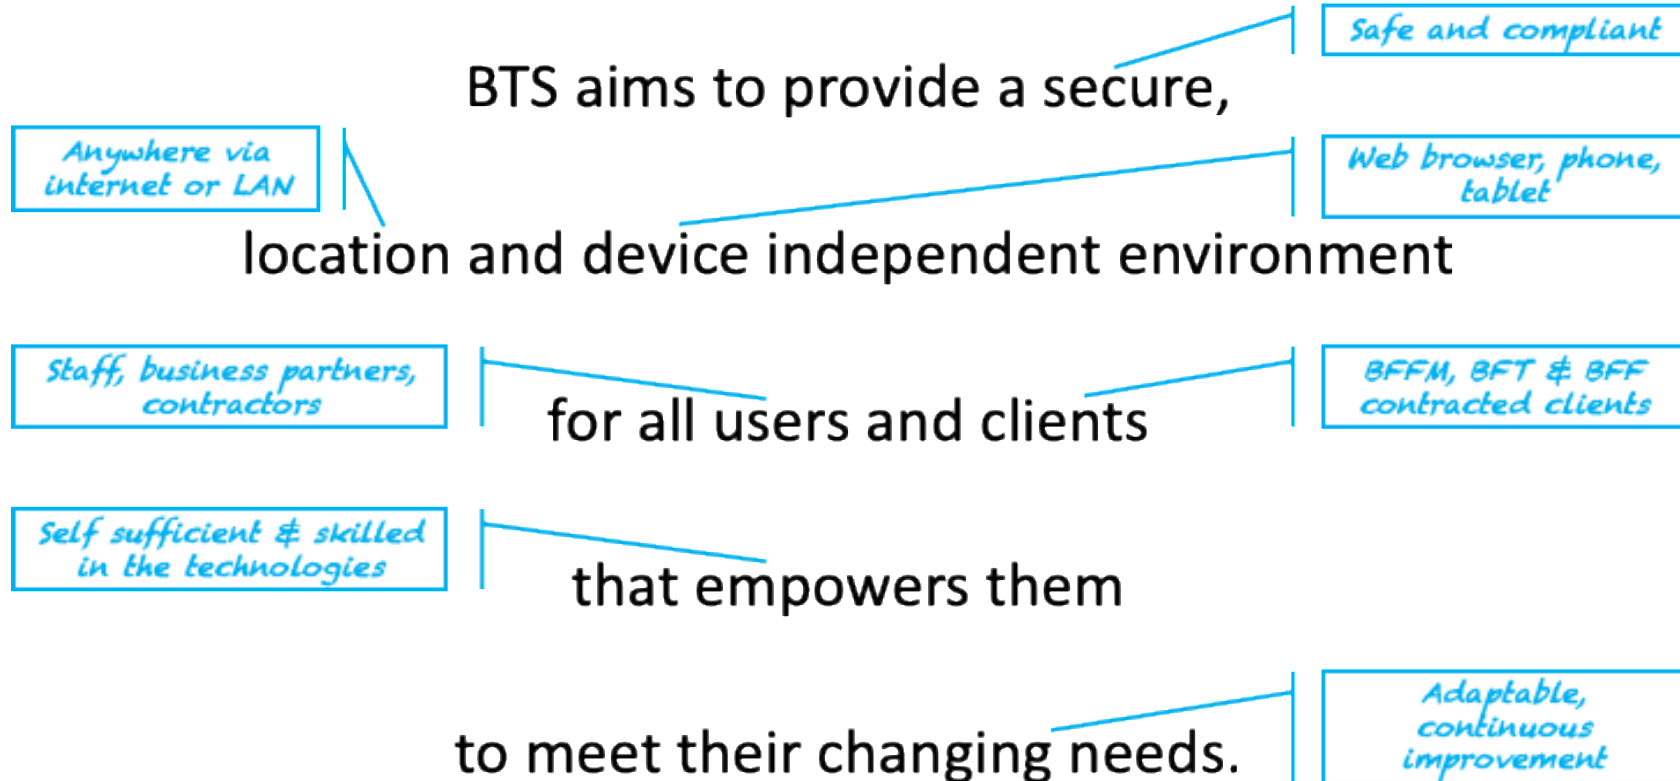 Safe and compliant
BTS aims to provide a secure,
Anywhere via
internet or LAN
Web browser, phone,
tablet
location and device independent environment
Staff, business partners,
contractors
BFFM, BFT & BFF
contracted clients
for all users and clients
Self sufficient & skilled
in the technologies
that empowers them
Adaptable,
continuous
improvement
to meet their changing needs.